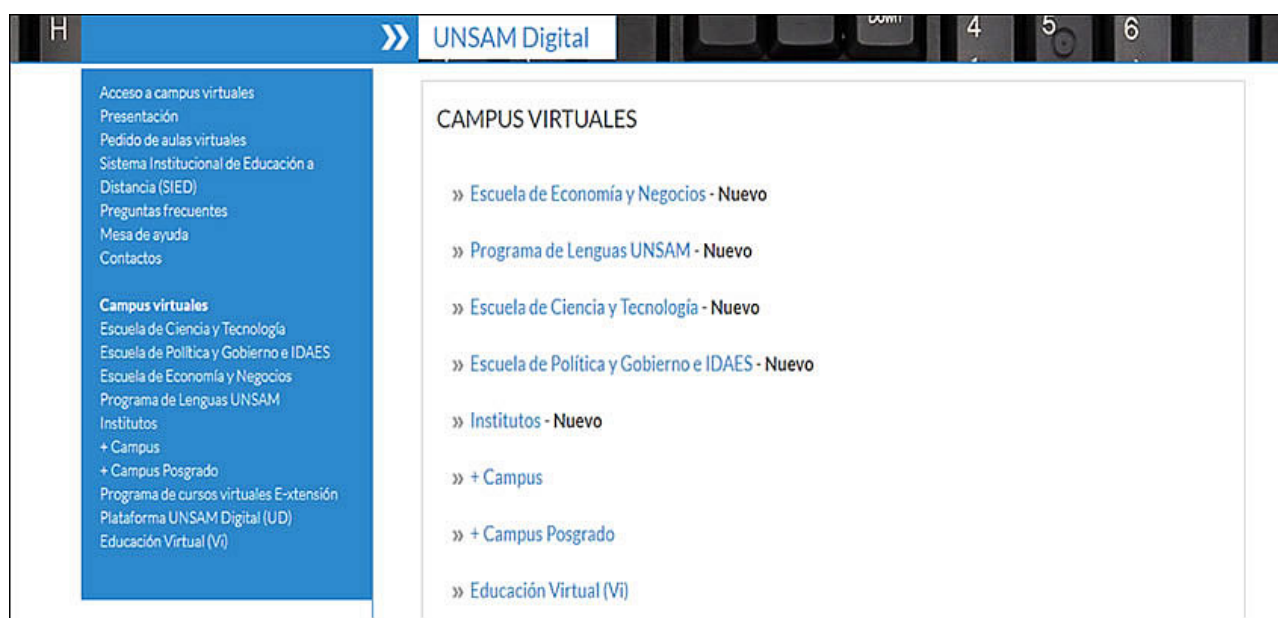 H
UNSAM Digital
DOWN
4
5
6
Acceso a campus virtuales
Presentación
Pedido de aulas virtuales
Sistema Institucional de Educación a
Distancia (SIED)
Preguntas frecuentes
Mesa de ayuda
Contactos
Campus virtuales
Escuela de Ciencia y Tecnología
Escuela de Política y Gobierno e IDAES
Escuela de Economía y Negocios
Programa de Lenguas UNSAM
Institutos
+ Campus
+ Campus Posgrado
Programa de cursos virtuales E-xtensión
Plataforma UNSAM Digital (UD)
Educación Virtual (Vi)
CAMPUS VIRTUALES
» Escuela de Economía y Negocios - Nuevo
» Programa de Lenguas UNSAM - Nuevo
» Escuela de Ciencia y Tecnología - Nuevo
» Escuela de Política y Gobierno e IDAES - Nuevo
» Institutos - Nuevo
» + Campus
» + Campus Posgrado
» Educación Virtual (Vi)